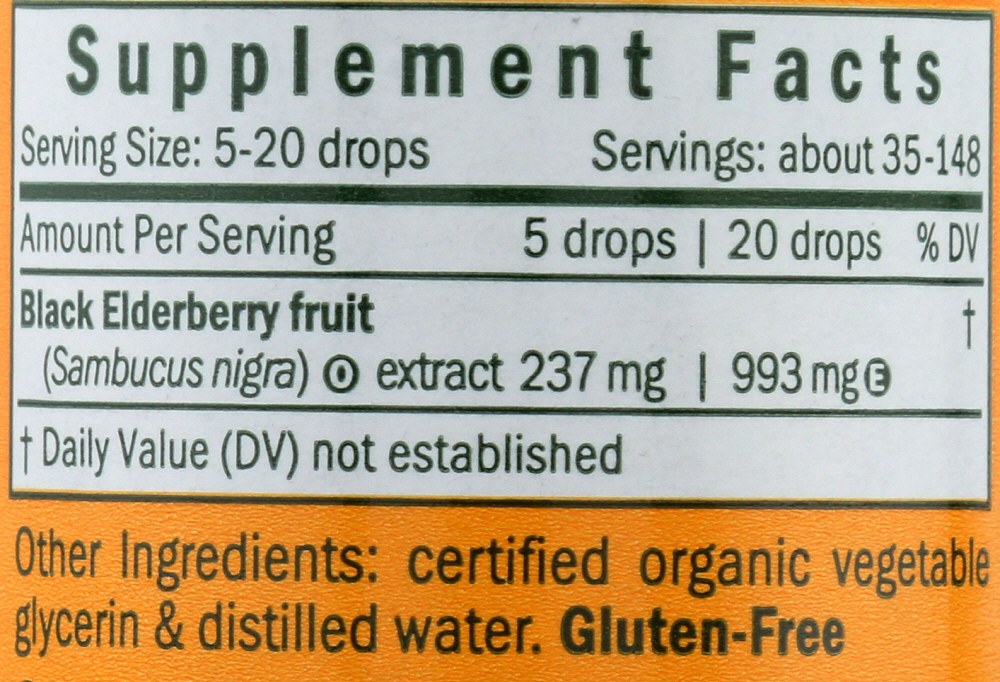 Supplement Facts
Serving Size: 5-20 drops Servings: about 35-148
Amount Per Serving 5 drops | 20 drops % DV
Black Elderberry fruit †
(Sambucus nigra) Ⓞ extract 237 mg | 993 mg Ⓔ
† Daily Value (DV) not established
Other Ingredients: certified organic vegetable
glycerin & distilled water. Gluten-Free